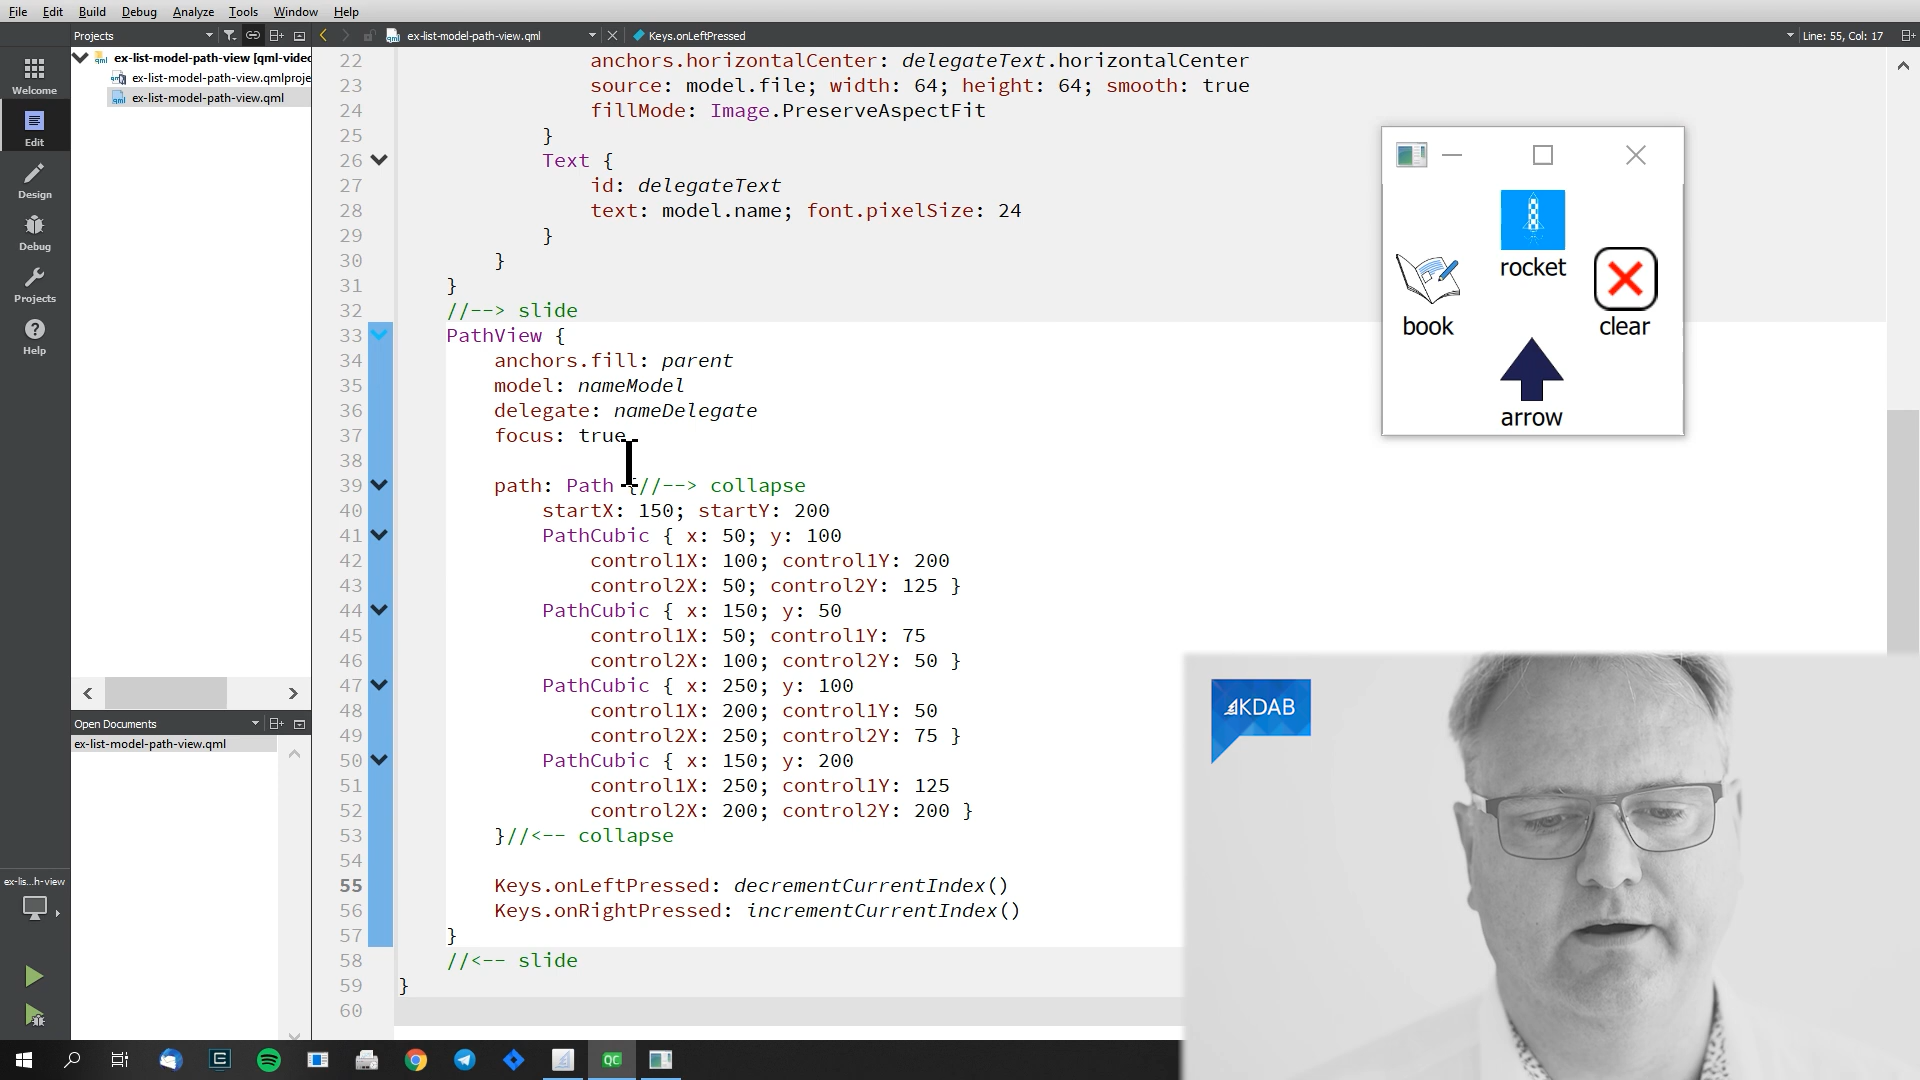 File Edit Build Debug Analyze Tools Window Help
Projects
ex-list-model-path-view.qml
Keys.onLeftPressed
Line: 55, Col: 17
Welcome
Edit
Design
Debug
Projects
Help
ex-list-model-path-view [qml-videc
ex-list-model-path-view.qmlproje
ex-list-model-path-view.qml
Open Documents
ex-list-model-path-view.qml
ex-lis...h-view
22 anchors.horizontalCenter: delegateText.horizontalCenter
23 source: model.file; width: 64; height: 64; smooth: true
24 fillMode: Image.PreserveAspectFit
25 }
26 Text {
27 id: delegateText
28 text: model.name; font.pixelSize: 24
29 }
30 }
31 }
32 //--> slide
33 PathView {
34 anchors.fill: parent
35 model: nameModel
36 delegate: nameDelegate
37 focus: true
38
39 path: Path {//--> collapse
40 startX: 150; startY: 200
41 PathCubic { x: 50; y: 100
42 control1X: 100; control1Y: 200
43 control2X: 50; control2Y: 125 }
44 PathCubic { x: 150; y: 50
45 control1X: 50; control1Y: 75
46 control2X: 100; control2Y: 50 }
47 PathCubic { x: 250; y: 100
48 control1X: 200; control1Y: 50
49 control2X: 250; control2Y: 75 }
50 PathCubic { x: 150; y: 200
51 control1X: 250; control1Y: 125
52 control2X: 200; control2Y: 200 }
53 }//<-- collapse
54
55 Keys.onLeftPressed: decrementCurrentIndex()
56 Keys.onRightPressed: incrementCurrentIndex()
57 }
58 //<-- slide
59 }
60
rocket
book
clear
arrow
KDAB
QC